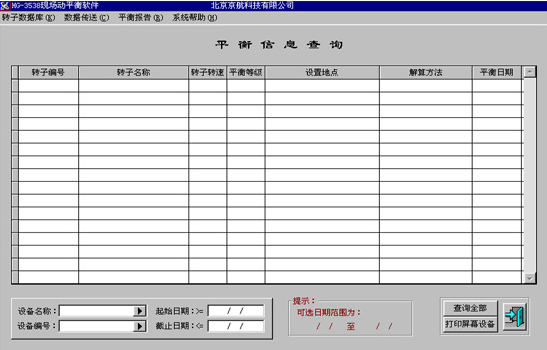 MG-3538现场动平衡软件 北京京航科技有限公司
转子数据库(K) 数据传送(C) 平衡报告(B) 系统帮助(H)
平衡信息查询
转子编号 转子名称 转子转速 平衡等级 设置地点 解算方法 平衡日期
设备名称: 起始日期:>= / /
设备编号: 截止日期:<= / /
提示:
可选日期范围为:
/ / 至 / /
查询全部
打印屏幕设备